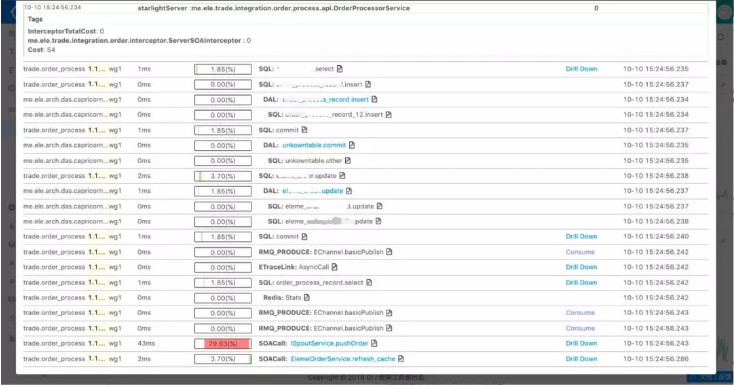 10-10 15:24:56.234 starlightServer :me.ele.trade.integration.order.process.api.OrderProcessorService 0
Tags
InterceptorTotalCost: 0
me.ele.trade.integration.order.interceptor.ServerSOAInterceptor : 0
Cost: 54
trade.order_process 1.1... wg1 1ms 1.85(%) SQL: .select Drill Down 10-10 15:24:56.235
trade.order_process 1.1... wg1 0ms 0.00(%) SQL: .insert Drill Down 10-10 15:24:56.237
me.ele.arch.das.capricorn... wg1 0ms 0.00(%) DAL: _record.insert 10-10 15:24:56.234
me.ele.arch.das.capricorn... wg1 0ms 0.00(%) SQL: _record_12.insert 10-10 15:24:56.234
trade.order_process 1.1... wg1 1ms 1.85(%) SQL: commit Drill Down 10-10 15:24:56.237
me.ele.arch.das.capricorn... wg1 0ms 0.00(%) DAL: unkowntable.commit 10-10 15:24:56.235
me.ele.arch.das.capricorn... wg1 0ms 0.00(%) SQL: unkowntable.other 10-10 15:24:56.235
trade.order_process 1.1... wg1 2ms 3.70(%) SQL: .update Drill Down 10-10 15:24:56.238
me.ele.arch.das.capricorn... wg1 1ms 1.85(%) DAL: .update 10-10 15:24:56.237
me.ele.arch.das.capricorn... wg1 0ms 0.00(%) SQL: eleme_ .update 10-10 15:24:56.237
me.ele.arch.das.capricorn... wg1 0ms 0.00(%) SQL: eleme_ 10-10 15:24:56.238
trade.order_process 1.1... wg1 1ms 1.85(%) SQL: commit Drill Down 10-10 15:24:56.240
trade.order_process 1.1... wg1 0ms 0.00(%) RMQ_PRODUCE: EChannel.basicPublish Consume 10-10 15:24:56.242
trade.order_process 1.1... wg1 0ms 0.00(%) ETraceLink: AsyncCall Drill Down 10-10 15:24:56.242
trade.order_process 1.1... wg1 1ms 1.85(%) SQL: order_process_record.select Drill Down 10-10 15:24:56.242
trade.order_process 1.1... wg1 0ms 0.00(%) Redis: Stats 10-10 15:24:56.242
trade.order_process 1.1... wg1 0ms 0.00(%) RMQ_PRODUCE: EChannel.basicPublish Consume 10-10 15:24:56.243
trade.order_process 1.1... wg1 0ms 0.00(%) RMQ_PRODUCE: EChannel.basicPublish Consume 10-10 15:24:56.243
trade.order_process 1.1... wg1 43ms 79.63(%) SOACall: tSpoutService.pushOrder Drill Down 10-10 15:24:56.243
trade.order_process 1.1... wg1 2ms 3.70(%) SOACall: ElemeOrderService.refresh_cache Drill Down 10-10 15:24:56.286